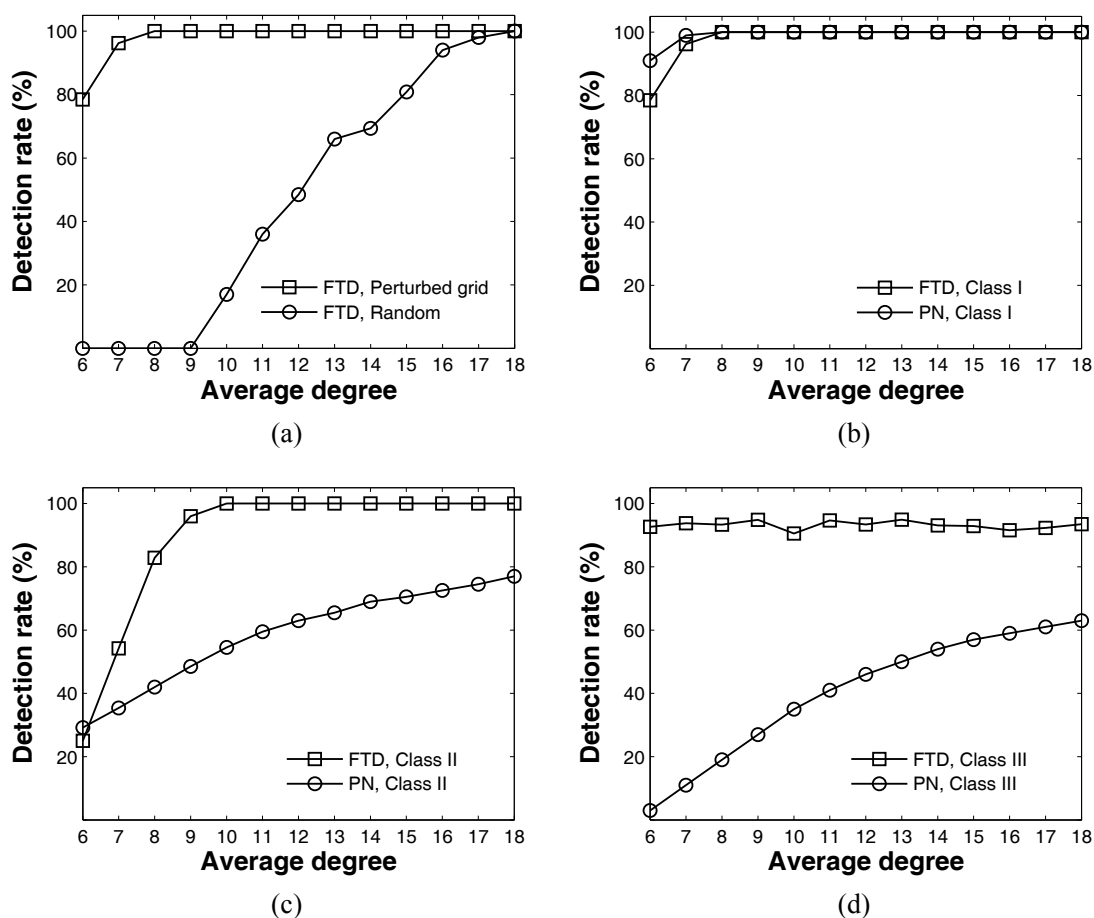 Detection rate (%)
100
80
60
40
20
FTD, Perturbed grid
FTD, Random
6 7 8 9 10 11 12 13 14 15 16 17 18
Average degree
(a)
Detection rate (%)
100
80
60
40
20
FTD, Class I
PN, Class I
6 7 8 9 10 11 12 13 14 15 16 17 18
Average degree
(b)
Detection rate (%)
100
80
60
40
20
FTD, Class II
PN, Class II
6 7 8 9 10 11 12 13 14 15 16 17 18
Average degree
(c)
Detection rate (%)
100
80
60
40
20
FTD, Class III
PN, Class III
6 7 8 9 10 11 12 13 14 15 16 17 18
Average degree
(d)